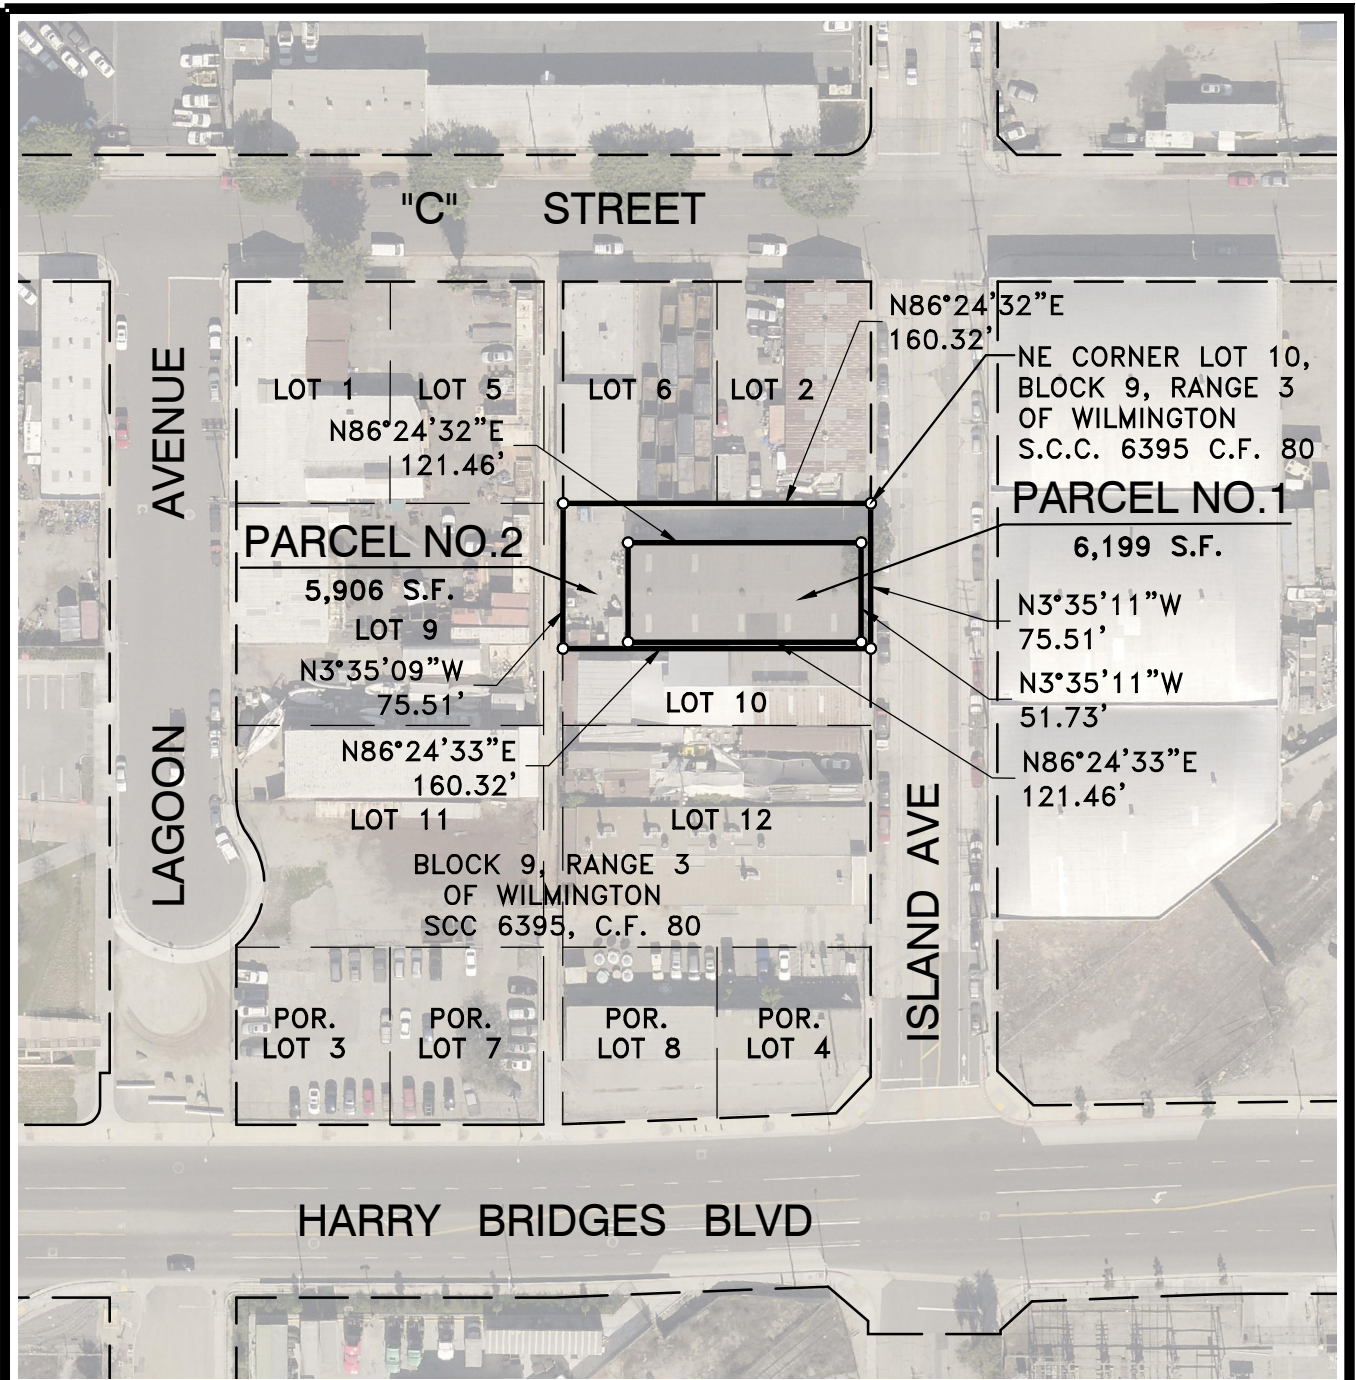 "C" STREET
N86°24'32"E
160.32'
NE CORNER LOT 10,
BLOCK 9, RANGE 3
OF WILMINGTON
S.C.C. 6395 C.F. 80
LOT 1
LOT 5
LOT 6
LOT 2
N86°24'32"E
121.46'
AVENUE
LAGOON
PARCEL NO.1
6,199 S.F.
PARCEL NO.2
5,906 S.F.
LOT 9
N3°35'09"W
75.51'
N3°35'11"W
75.51'
N3°35'11"W
51.73'
LOT 10
N86°24'33"E
160.32'
N86°24'33"E
121.46'
LOT 11
LOT 12
BLOCK 9, RANGE 3
OF WILMINGTON
SCC 6395, C.F. 80
ISLAND AVE
POR.
LOT 3
POR.
LOT 7
POR.
LOT 8
POR.
LOT 4
HARRY BRIDGES BLVD